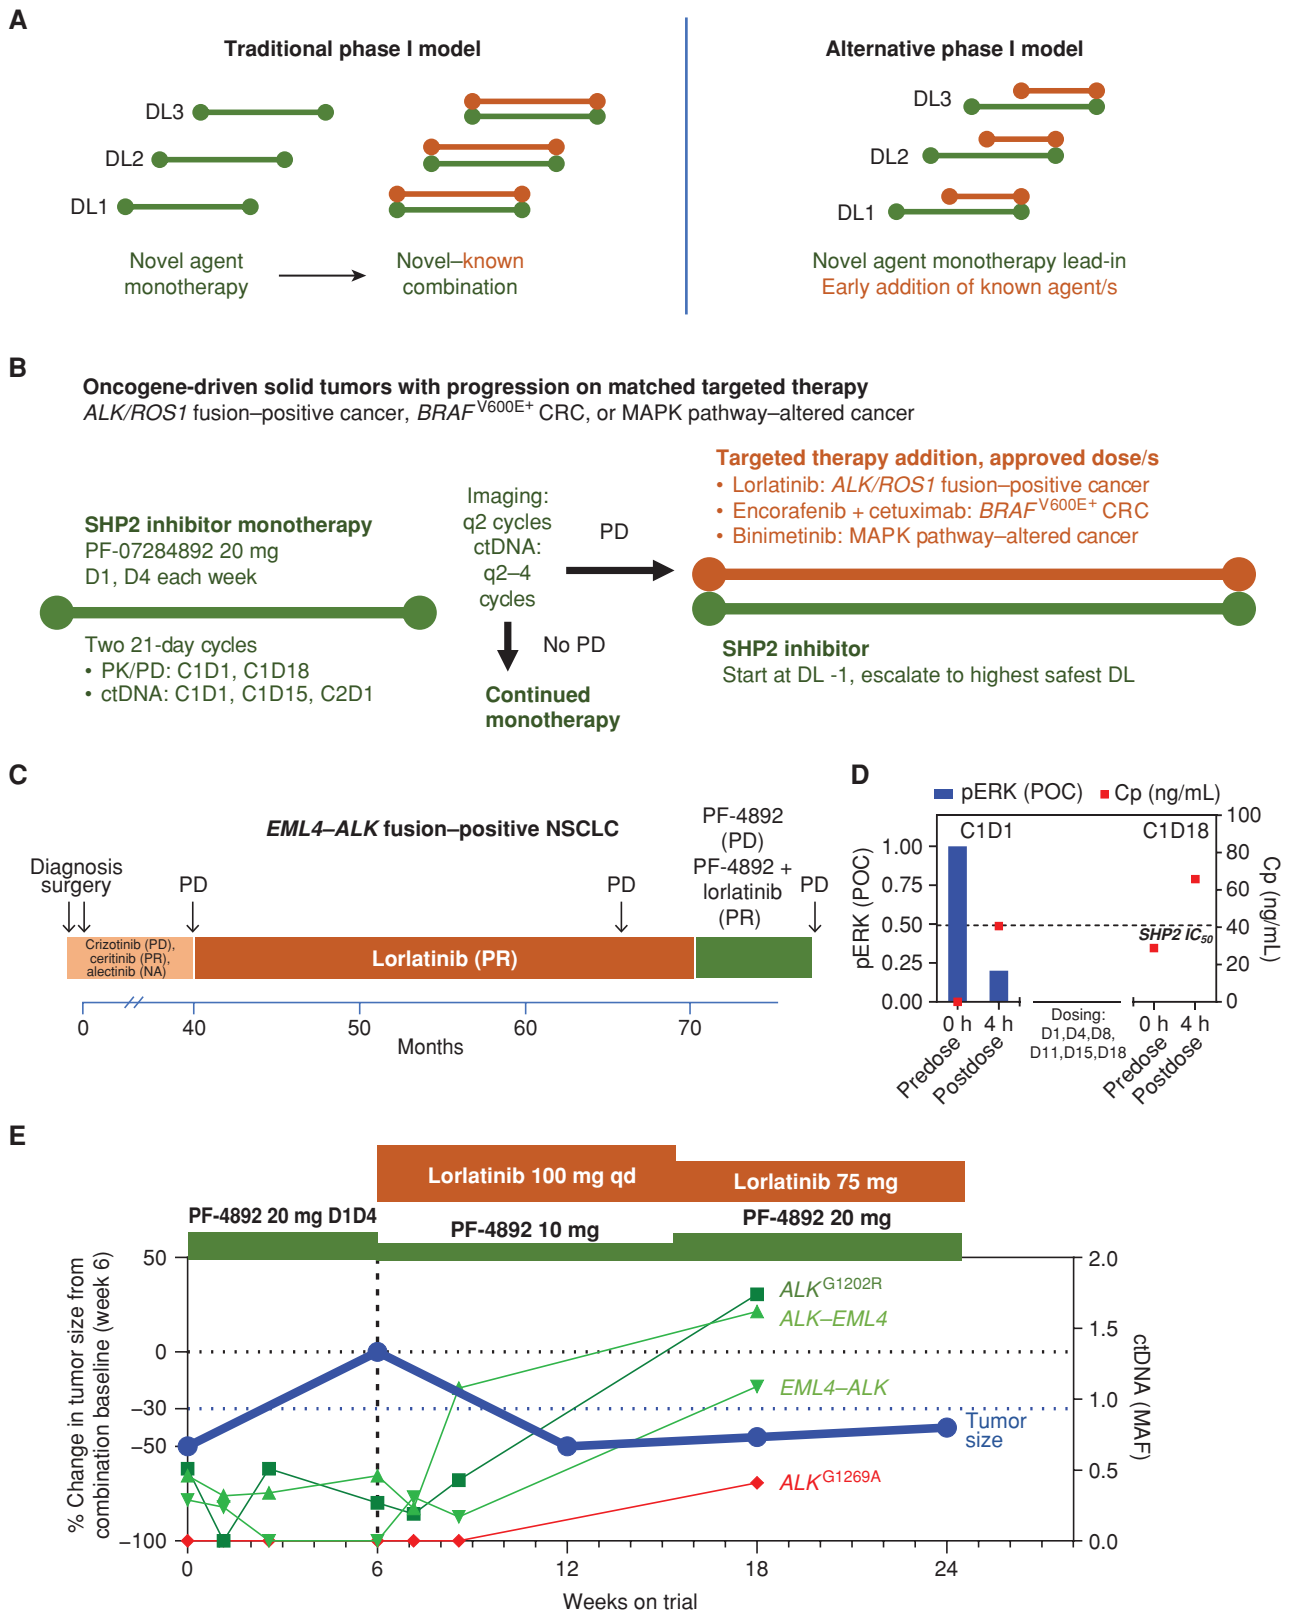 A
Traditional phase I model
DL3
DL2
DL1
Novel agent
monotherapy
Novel–known
combination
Alternative phase I model
DL3
DL2
DL1
Novel agent monotherapy lead-in
Early addition of known agent/s
B
Oncogene-driven solid tumors with progression on matched targeted therapy
ALK/ROS1 fusion–positive cancer, BRAF V600E+ CRC, or MAPK pathway–altered cancer
SHP2 inhibitor monotherapy
PF-07284892 20 mg
D1, D4 each week
Two 21-day cycles
• PK/PD: C1D1, C1D18
• ctDNA: C1D1, C1D15, C2D1
Imaging:
q2 cycles
ctDNA:
q2–4
cycles
PD
No PD
Continued
monotherapy
Targeted therapy addition, approved dose/s
• Lorlatinib: ALK/ROS1 fusion–positive cancer
• Encorafenib + cetuximab: BRAF V600E+ CRC
• Binimetinib: MAPK pathway–altered cancer
SHP2 inhibitor
Start at DL -1, escalate to highest safest DL
C
EML4–ALK fusion–positive NSCLC
Diagnosis
surgery
PD
PD
PF-4892
(PD)
PF-4892 +
lorlatinib
(PR)
PD
Crizotinib (PD),
ceritinib (PR),
alectinib (NA)
Lorlatinib (PR)
0
40
50
60
70
Months
D
pERK (POC)
Cp (ng/mL)
C1D1
C1D18
pERK (POC)
1.00
0.75
0.50
0.25
0.00
SHP2 IC50
100
80
60
40
20
0
Cp (ng/mL)
0 h
4 h
Predose
Postdose
Dosing:
D1,D4,D8,
D11,D15,D18
0 h
4 h
Predose
Postdose
E
Lorlatinib 100 mg qd
Lorlatinib 75 mg
PF-4892 20 mg D1D4
PF-4892 10 mg
PF-4892 20 mg
% Change in tumor size from
combination baseline (week 6)
50
0
−30
−50
−100
ALK G1202R
ALK–EML4
EML4–ALK
Tumor
size
ALK G1269A
2.0
1.5
1.0
0.5
0.0
ctDNA (MAF)
0
6
12
18
24
Weeks on trial